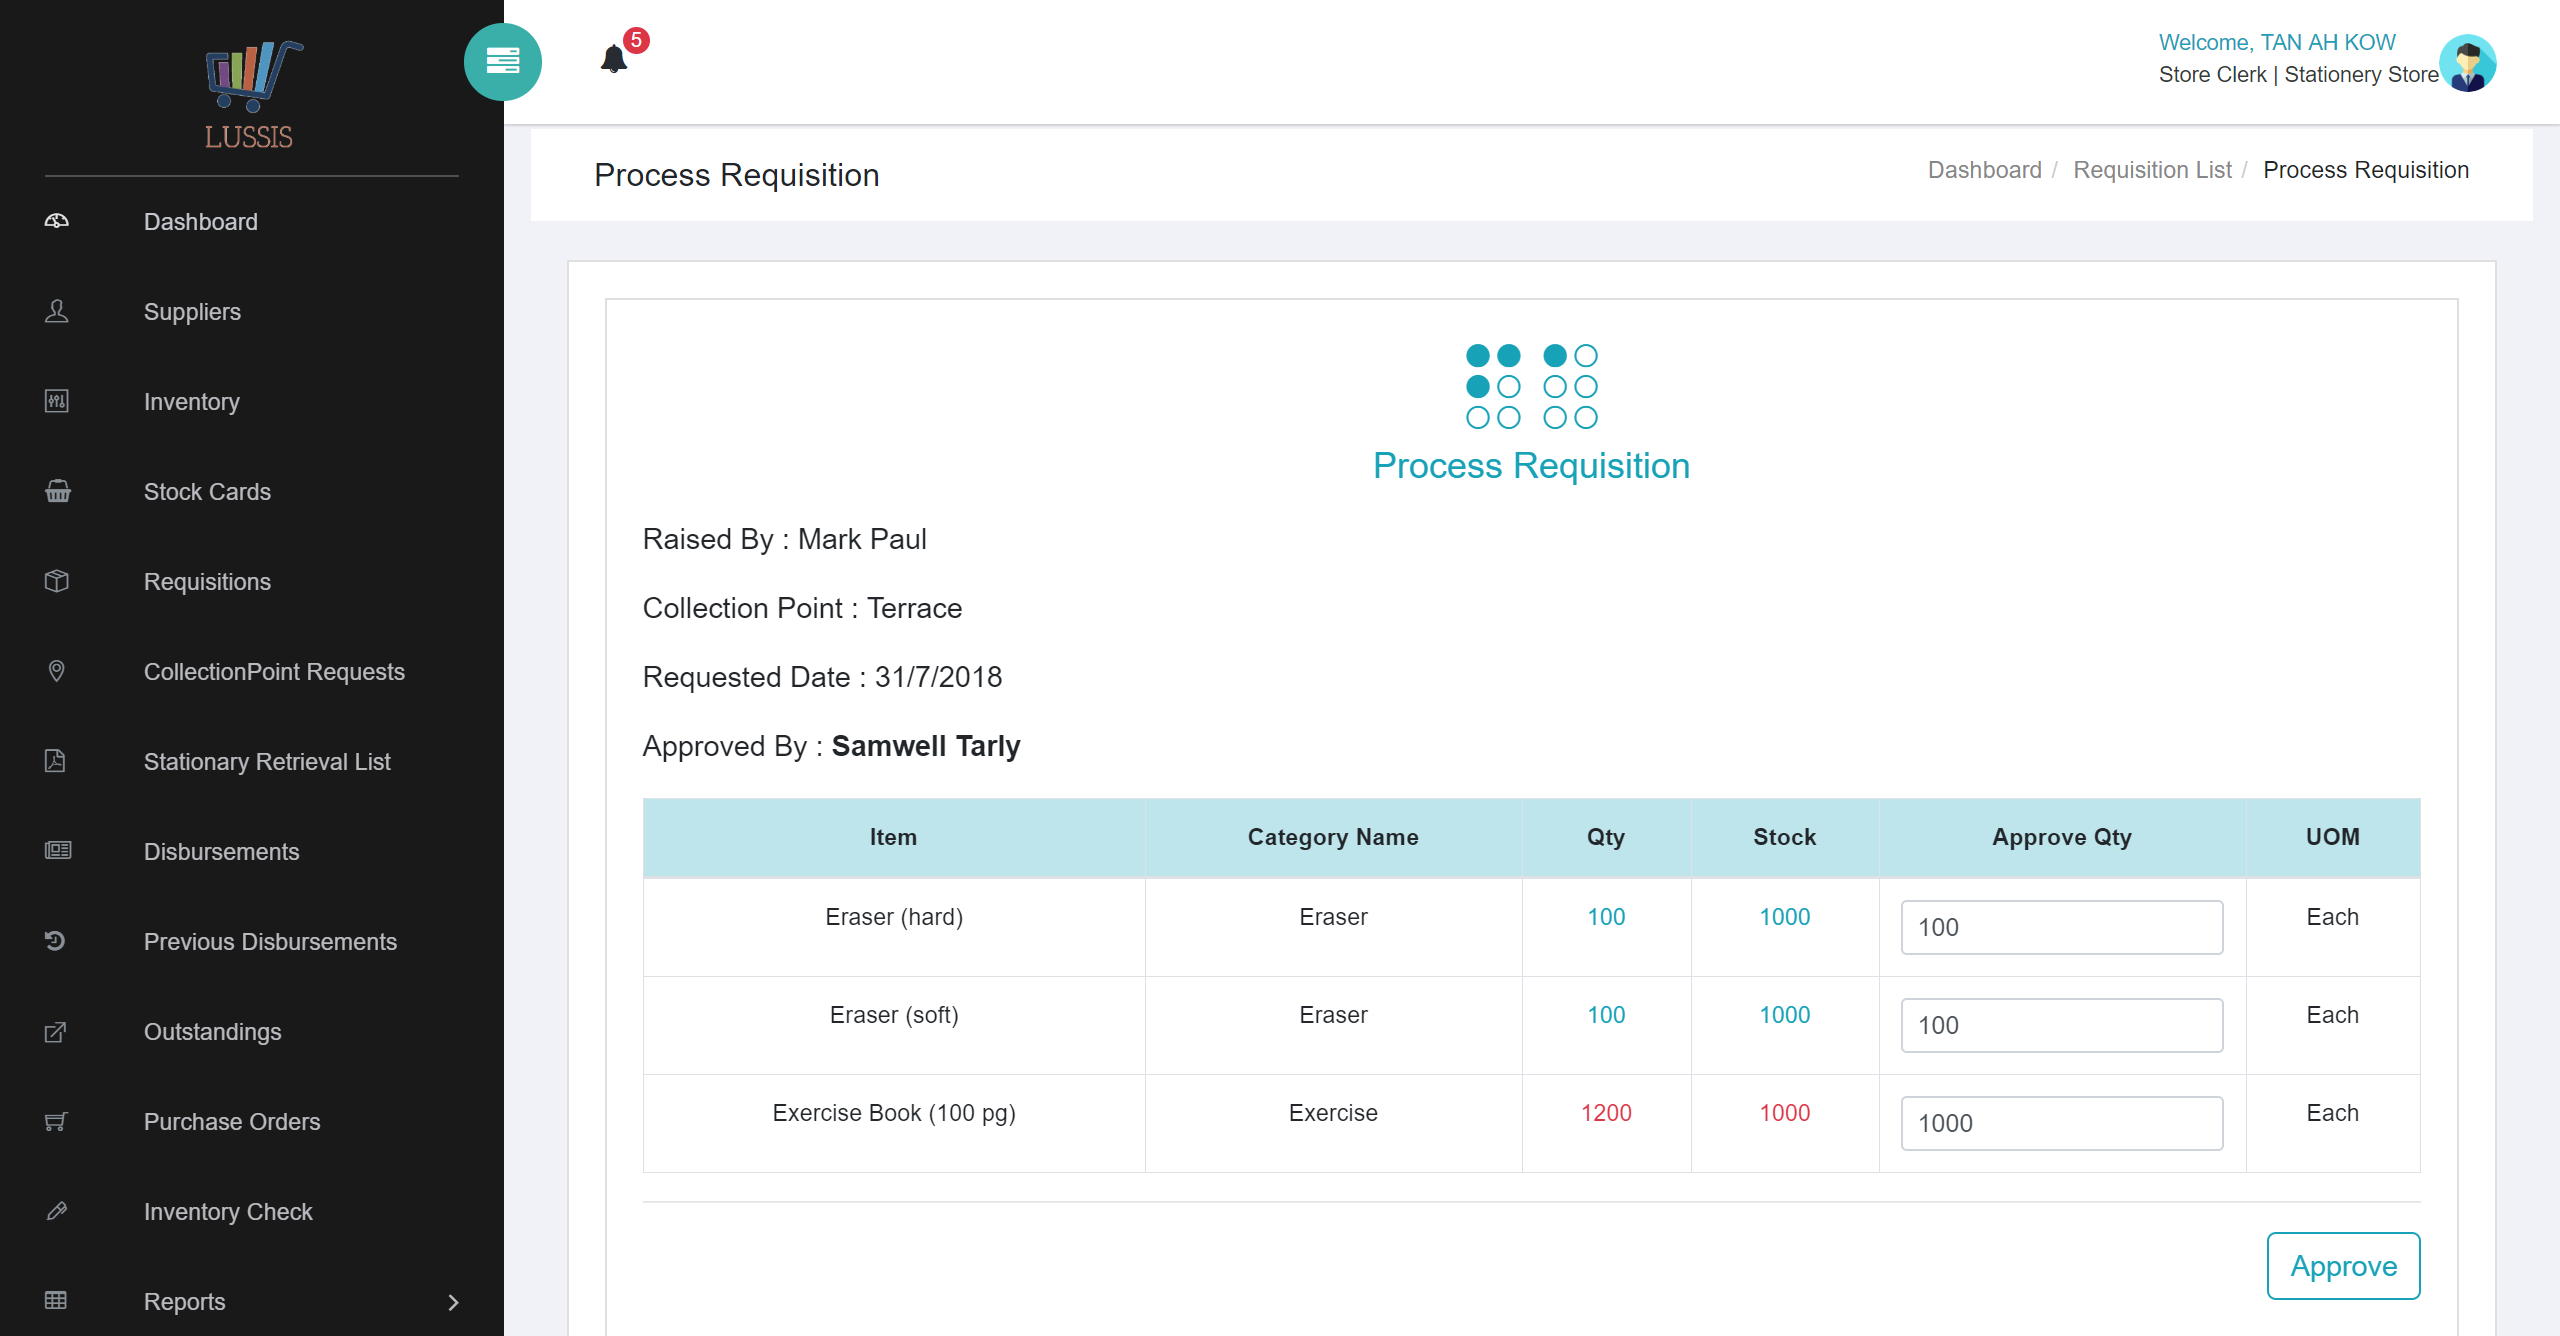 LUSSIS
Dashboard
Suppliers
Inventory
Stock Cards
Requisitions
CollectionPoint Requests
Stationary Retrieval List
Disbursements
Previous Disbursements
Outstandings
Purchase Orders
Inventory Check
Reports
5
Welcome, TAN AH KOW
Store Clerk | Stationery Store
Process Requisition
Dashboard / Requisition List / Process Requisition
Process Requisition
Raised By : Mark Paul
Collection Point : Terrace
Requested Date : 31/7/2018
Approved By : Samwell Tarly
Item Category Name Qty Stock Approve Qty UOM
Eraser (hard) Eraser 100 1000 100 Each
Eraser (soft) Eraser 100 1000 100 Each
Exercise Book (100 pg) Exercise 1200 1000 1000 Each
Approve